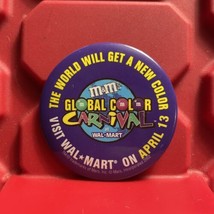 THE WORLD WILL GET A NEW COLOR
m&m's
GLOBAL COLOR
CARNIVAL
WAL-MART
VISIT WAL★MART® ON APRIL 13